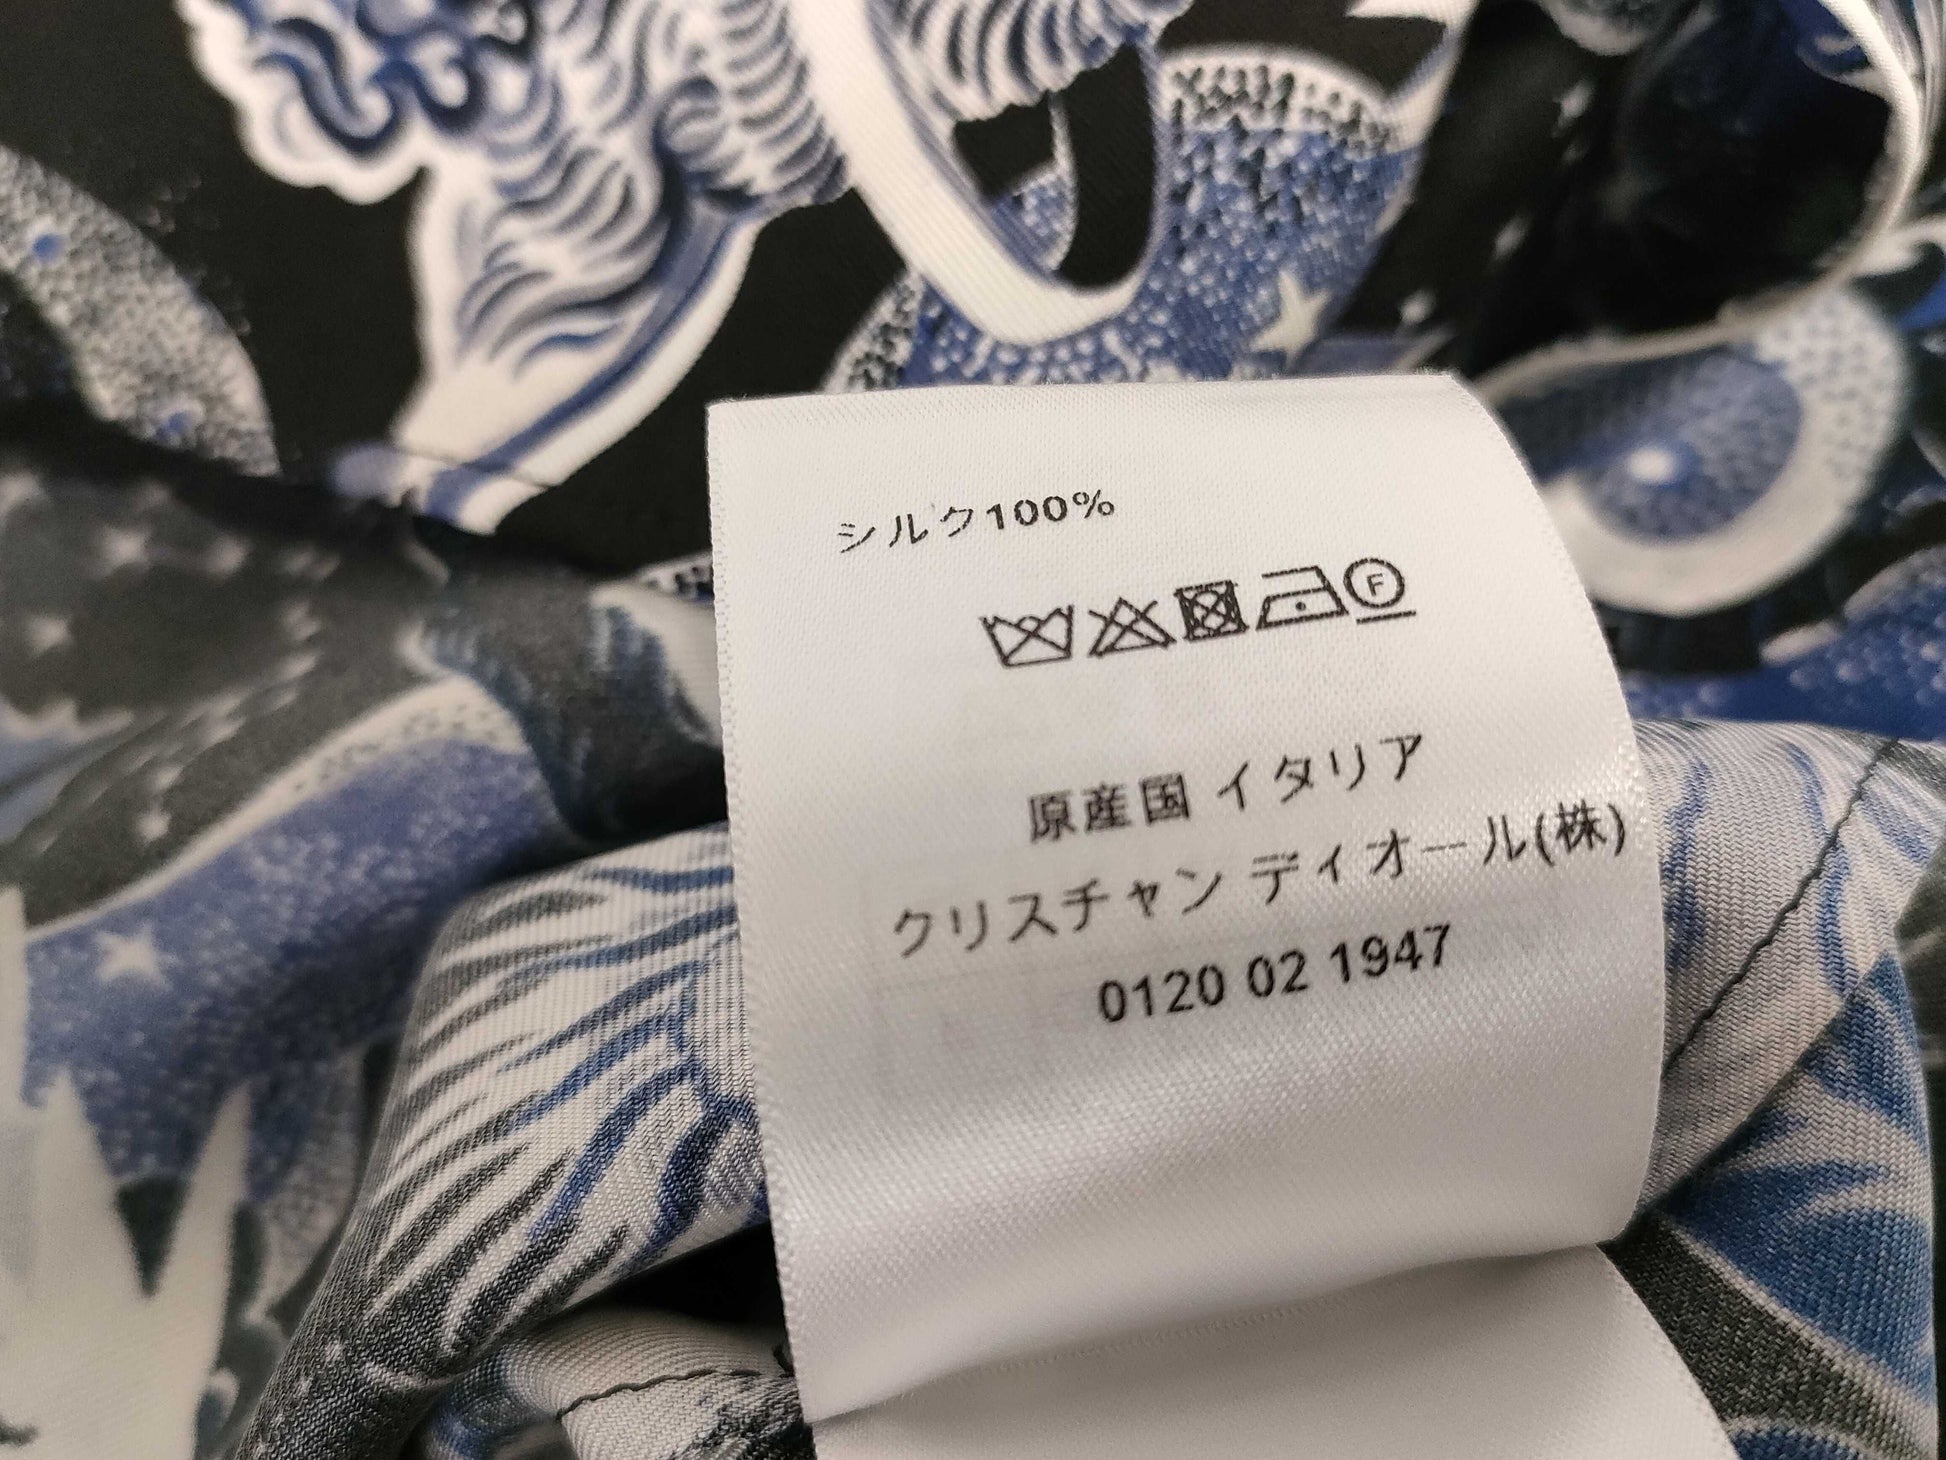 シルク100%
F
原産国 イタリア
クリスチャン ディオール(株)
0120 02 1947